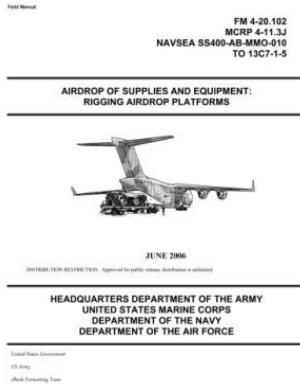 Field Manual
FM 4-20.102
MCRP 4-11.3J
NAVSEA SS400-AB-MMO-010
TO 13C7-1-5
AIRDROP OF SUPPLIES AND EQUIPMENT:
RIGGING AIRDROP PLATFORMS
JUNE 2006
DISTRIBUTION RESTRICTION. Approved for public release; distribution is unlimited.
HEADQUARTERS DEPARTMENT OF THE ARMY
UNITED STATES MARINE CORPS
DEPARTMENT OF THE NAVY
DEPARTMENT OF THE AIR FORCE
United States Government
US Army
eBook Formatting Team